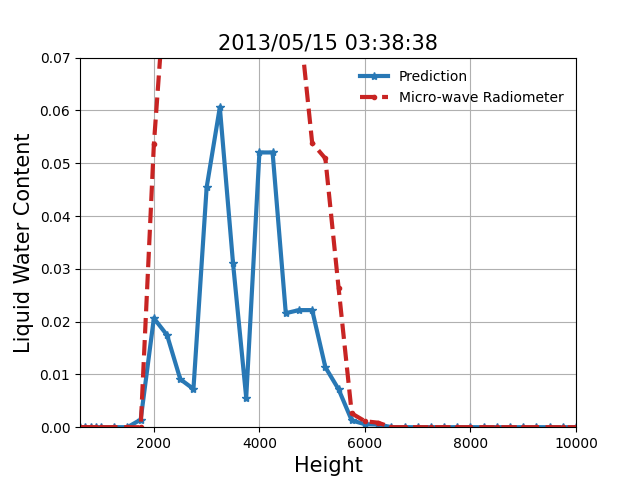 2013/05/15 03:38:38
Prediction
Micro-wave Radiometer
Liquid Water Content
0.07
0.06
0.05
0.04
0.03
0.02
0.01
0.00
2000 4000 6000 8000 10000
Height